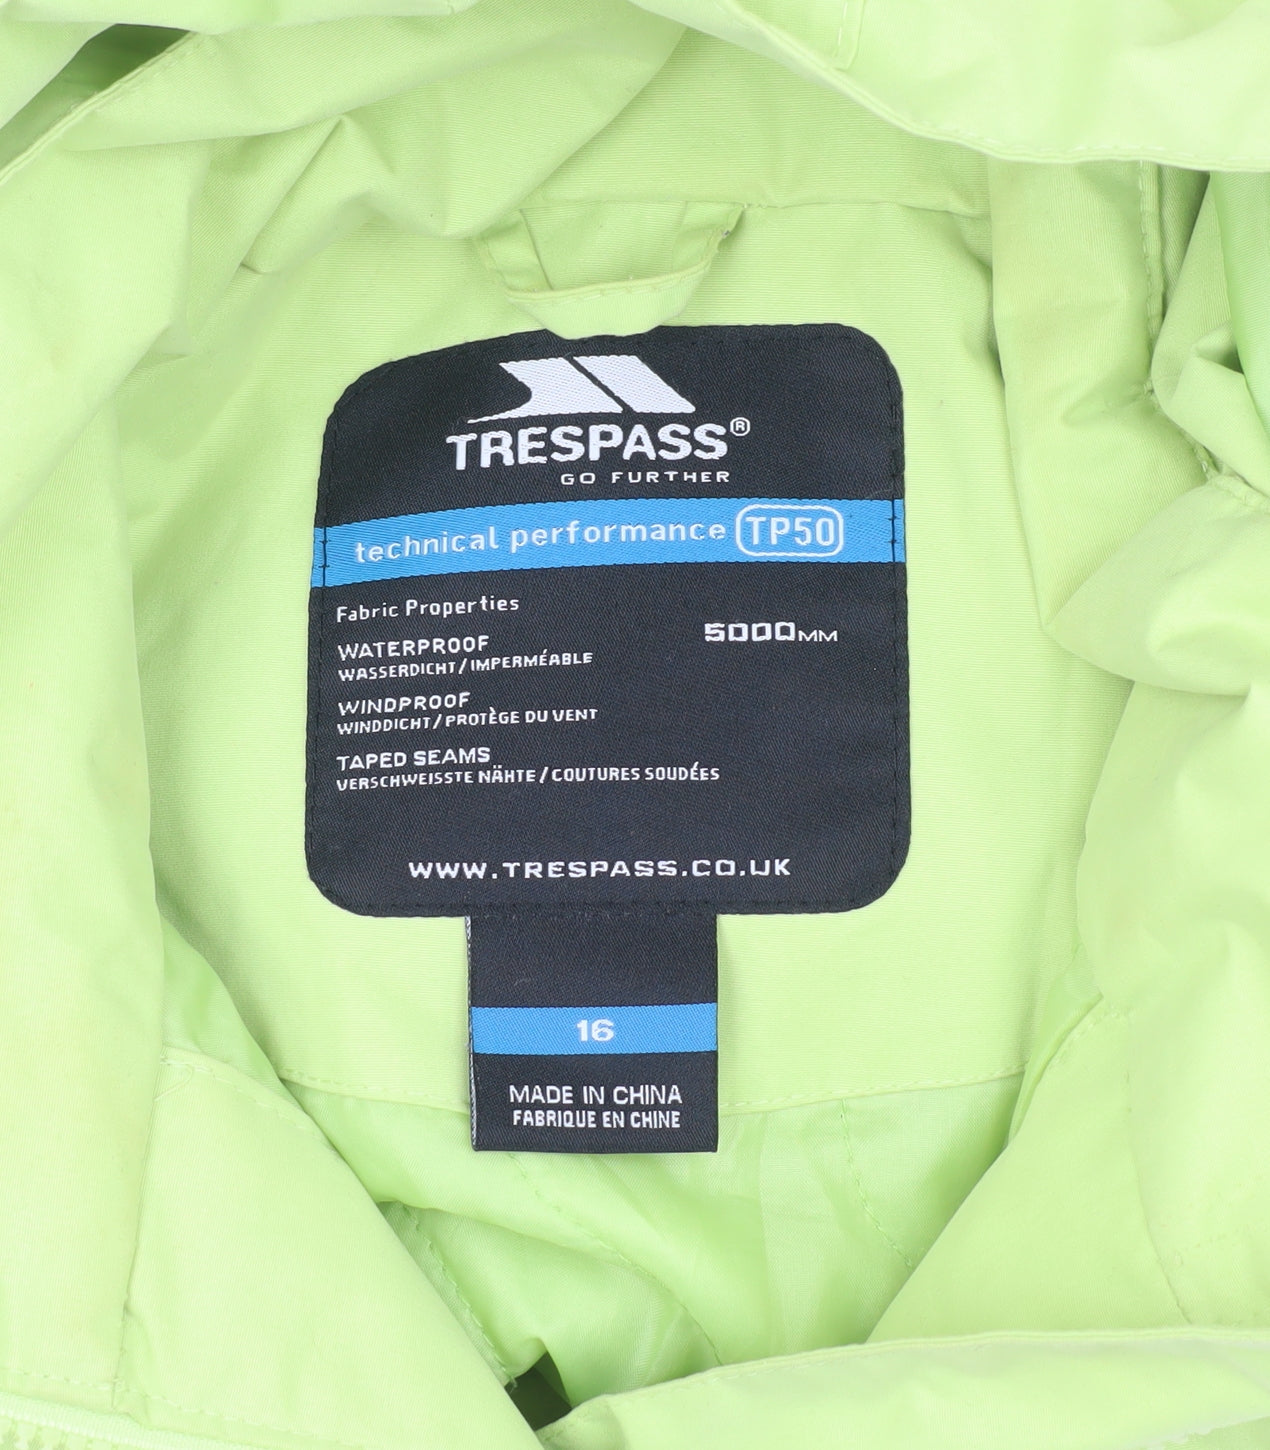 TRESPASS®
GO FURTHER
technical performance TP50
Fabric Properties
WATERPROOF 5000MM
WASSERDICHT/IMPERMÉABLE
WINDPROOF
WINDDICHT/PROTÈGE DU VENT
TAPED SEAMS
VERSCHWEISSTE NÄHTE/COUTURES SOUDÉES
WWW.TRESPASS.CO.UK
16
MADE IN CHINA
FABRIQUE EN CHINE